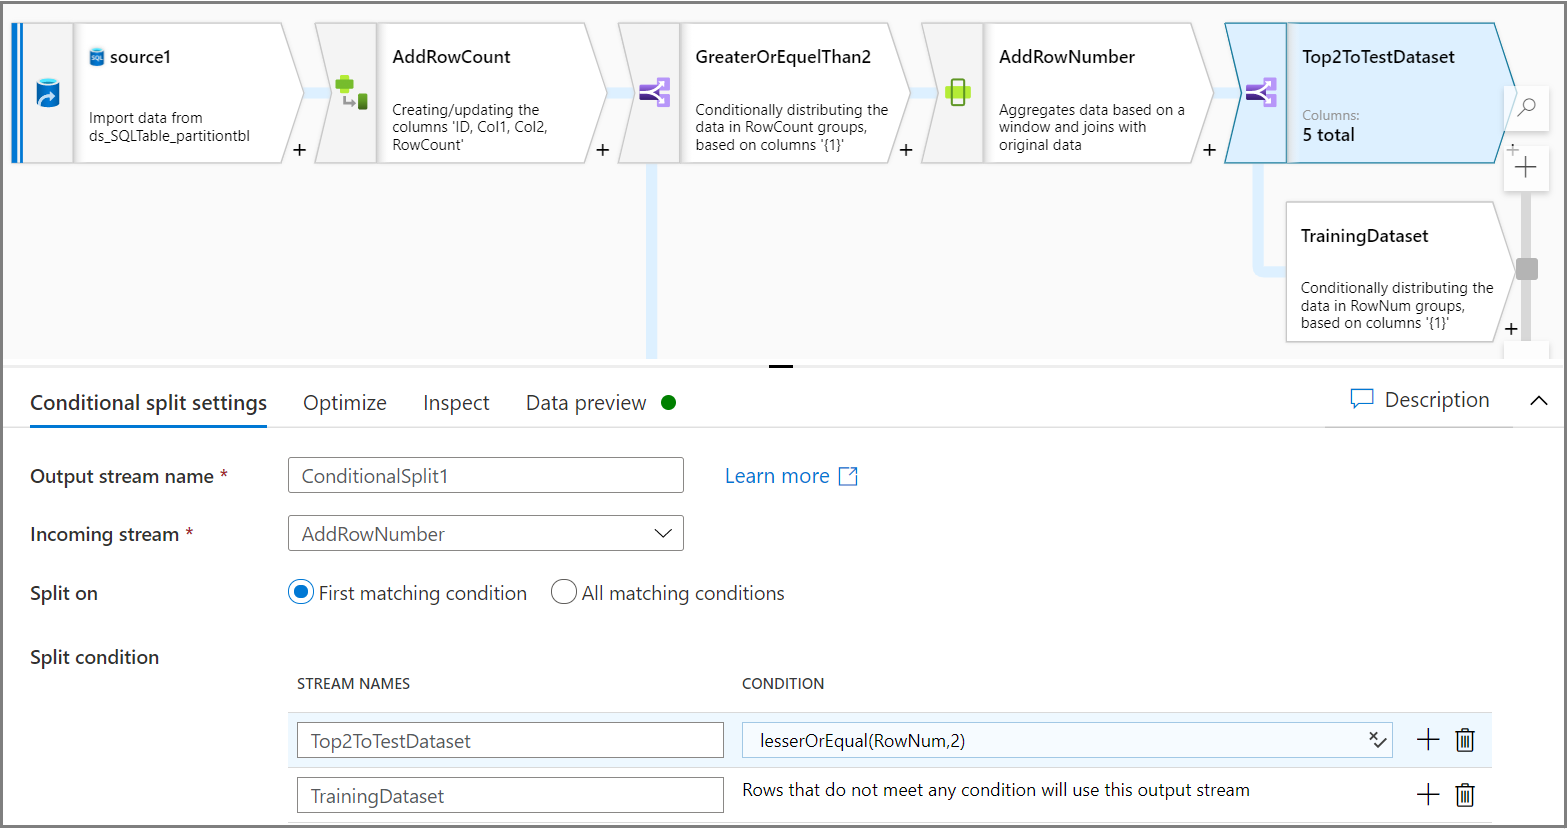 source1
Import data from
ds_SQLTable_partitiontbl
+
AddRowCount
Creating/updating the
columns 'ID, Col1, Col2,
RowCount'
+
GreaterOrEquelThan2
Conditionally distributing the
data in RowCount groups,
based on columns '{1}'
+
AddRowNumber
Aggregates data based on a
window and joins with
original data
+
Top2ToTestDataset
Columns:
5 total
+
TrainingDataset
Conditionally distributing the
data in RowNum groups,
based on columns '{1}'
+
Conditional split settings Optimize Inspect Data preview Description
Output stream name * ConditionalSplit1 Learn more
Incoming stream * AddRowNumber
Split on First matching condition All matching conditions
Split condition
STREAM NAMES CONDITION
Top2ToTestDataset lesserOrEqual(RowNum,2)
TrainingDataset Rows that do not meet any condition will use this output stream